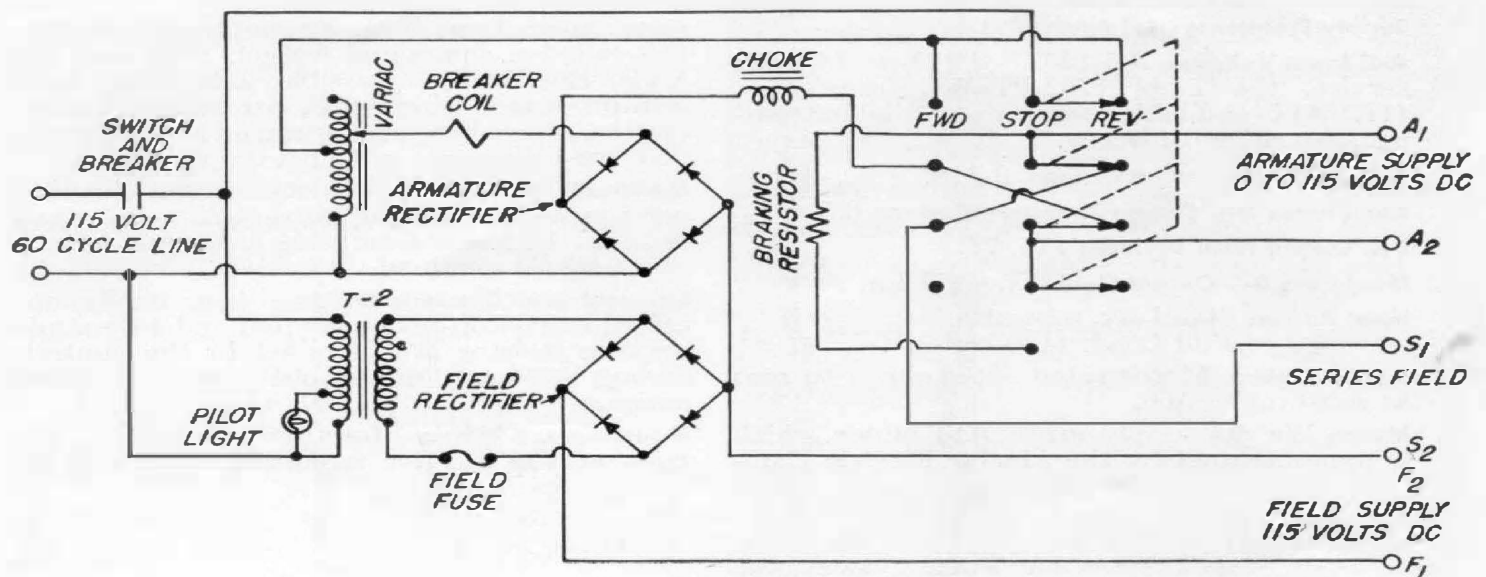 SWITCH
AND
BREAKER
115 VOLT
60 CYCLE LINE
VARIAC
BREAKER
COIL
ARMATURE
RECTIFIER
CHOKE
BRAKING
RESISTOR
FWD STOP REV
A1
ARMATURE SUPPLY
0 TO 115 VOLTS DC
A2
T-2
PILOT
LIGHT
FIELD
RECTIFIER
FIELD
FUSE
S1
SERIES FIELD
S2
F2
FIELD SUPPLY
115 VOLTS DC
F1